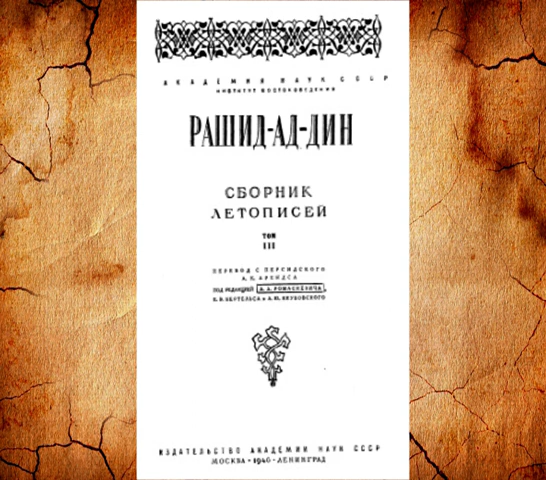 АКАДЕМИЯ НАУК СССР
ИНСТИТУТ ВОСТОКОВЕДЕНИЯ
РАШИД-АД-ДИН
СБОРНИК
ЛЕТОПИСЕЙ
ТОМ
III
ПЕРЕВОД С ПЕРСИДСКОГО
А. К. АРЕНДСА
ПОД РЕДАКЦИЕЙ А. А. РОМАСКЕВИЧА,
Е. Э. БЕРТЕЛЬСА и А. Ю. ЯКУБОВСКОГО
ИЗДАТЕЛЬСТВО АКАДЕМИИ НАУК СССР
МОСКВА · 1946 · ЛЕНИНГРАД